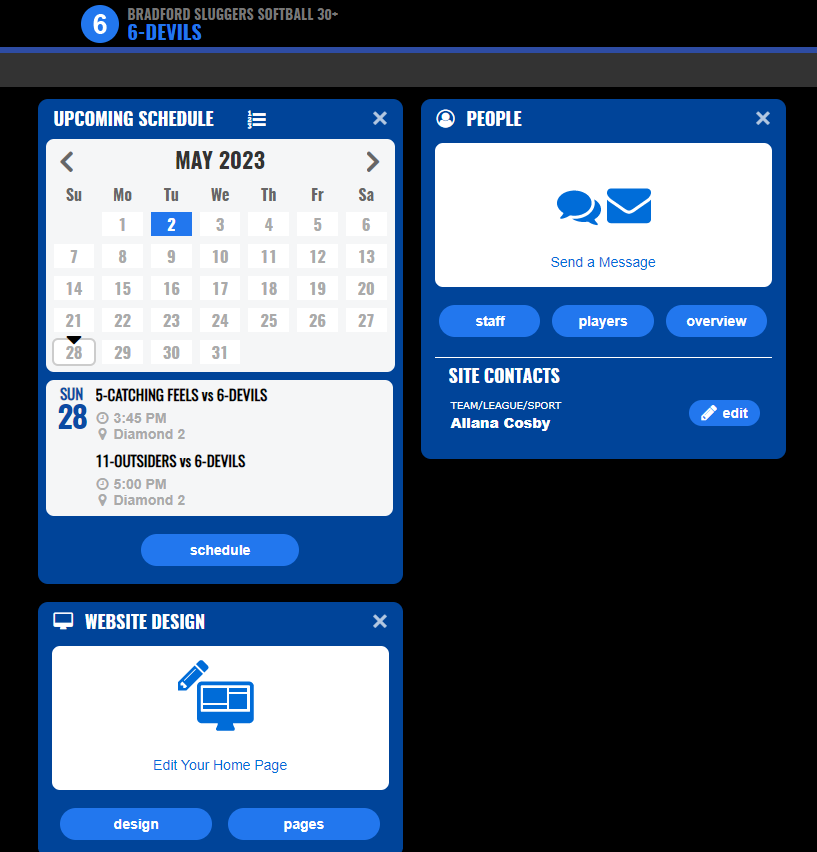 6
BRADFORD SLUGGERS SOFTBALL 30+
6-DEVILS
UPCOMING SCHEDULE
MAY 2023
Su Mo Tu We Th Fr Sa
1 2 3 4 5 6
7 8 9 10 11 12 13
14 15 16 17 18 19 20
21 22 23 24 25 26 27
28 29 30 31
SUN
28
5-CATCHING FEELS vs 6-DEVILS
3:45 PM
Diamond 2
11-OUTSIDERS vs 6-DEVILS
5:00 PM
Diamond 2
schedule
WEBSITE DESIGN
Edit Your Home Page
design pages
PEOPLE
Send a Message
staff players overview
SITE CONTACTS
TEAM/LEAGUE/SPORT
Allana Cosby
edit